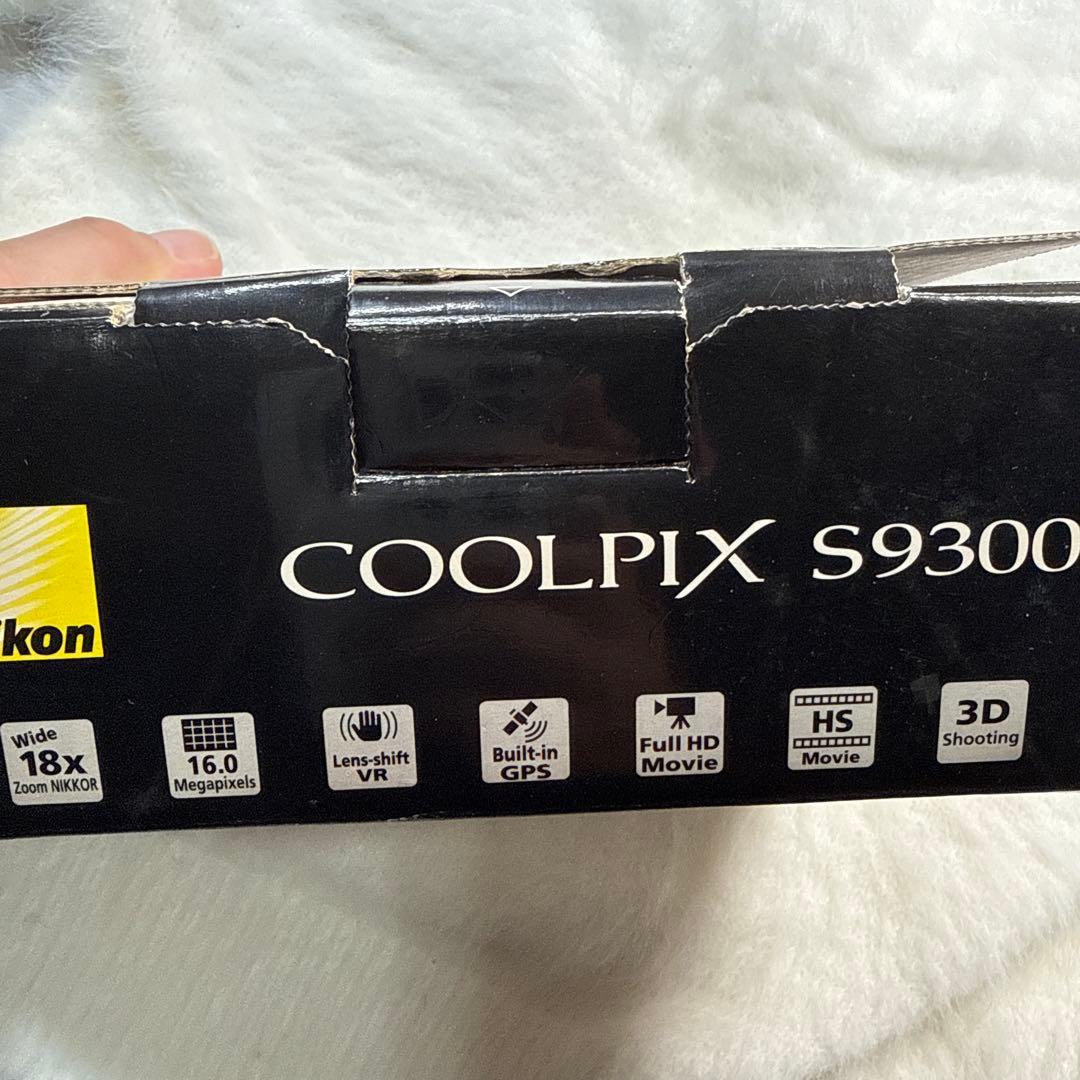 COOLPIX S9300
ikon
Wide
18x
Zoom NIKKOR
16.0
Megapixels
Lens-shift
VR
Built-in
GPS
Full HD
Movie
HS
Movie
3D
Shooting